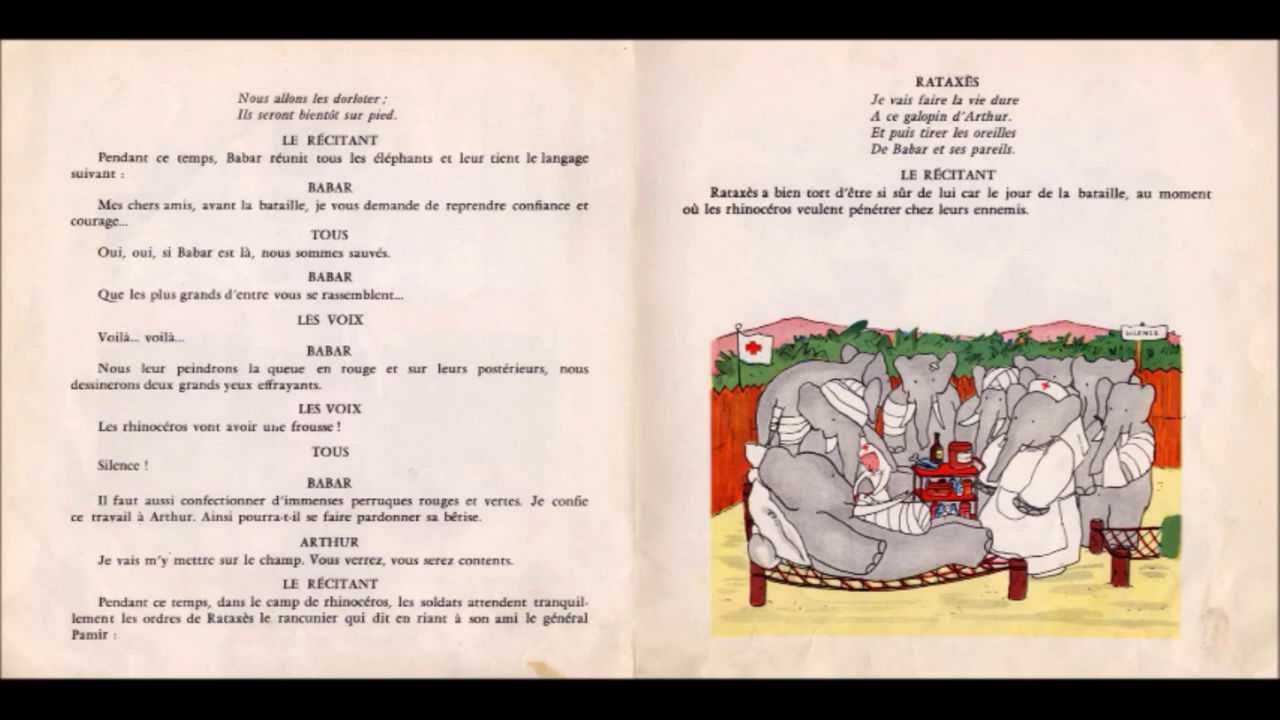 Nous allons les dorloter ;
Ils seront bientôt sur pied.
LE RÉCITANT
Pendant ce temps, Babar réunit tous les éléphants et leur tient le langage
suivant :
BABAR
Mes chers amis, avant la bataille, je vous demande de reprendre confiance et
courage...
TOUS
Oui, oui, si Babar est là, nous sommes sauvés.
BABAR
Que les plus grands d'entre vous se rassemblent...
LES VOIX
Voilà... voilà...
BABAR
Nous leur peindrons la queue en rouge et sur leurs postérieurs, nous
dessinerons deux grands yeux effrayants.
LES VOIX
Les rhinocéros vont avoir une frousse !
TOUS
Silence !
BABAR
Il faut aussi confectionner d'immenses perruques rouges et vertes. Je confie
ce travail à Arthur. Ainsi pourra-t-il se faire pardonner sa bêtise.
ARTHUR
Je vais m'y mettre sur le champ. Vous verrez, vous serez contents.
LE RÉCITANT
Pendant ce temps, dans le camp de rhinocéros, les soldats attendent tranquil-
lement les ordres de Rataxès le rancunier qui dit en riant à son ami le général
Pamir :
RATAXÈS
Je vais faire la vie dure
A ce galopin d'Arthur.
Et puis tirer les oreilles
De Babar et ses pareils.
LE RÉCITANT
Rataxès a bien tort d'être si sûr de lui car le jour de la bataille, au moment
où les rhinocéros veulent pénétrer chez leurs ennemis.
SILENCE